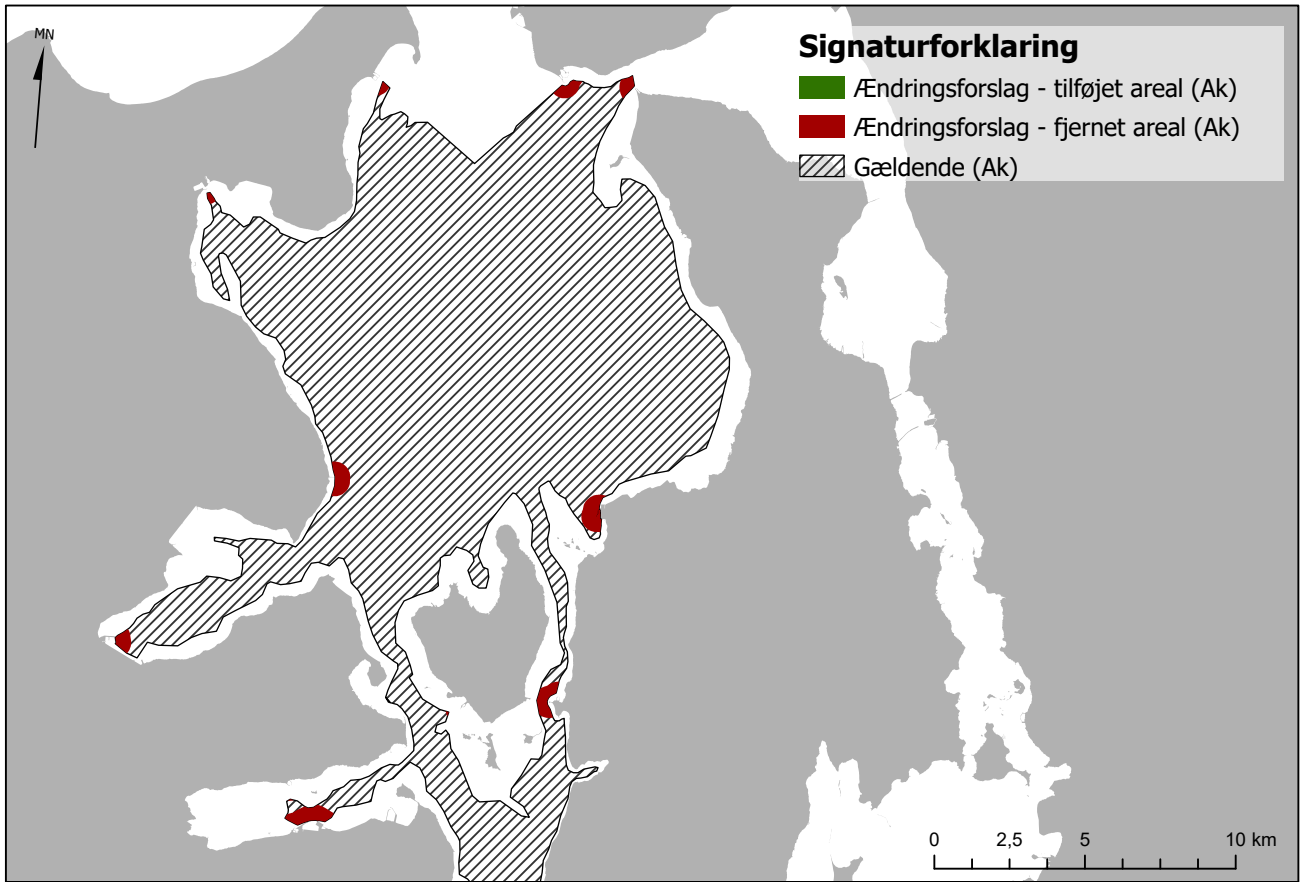 MN
Signaturforklaring
Ændringsforslag - tilføjet areal (Ak)
Ændringsforslag - fjernet areal (Ak)
Gældende (Ak)
0 2,5 5 10 km